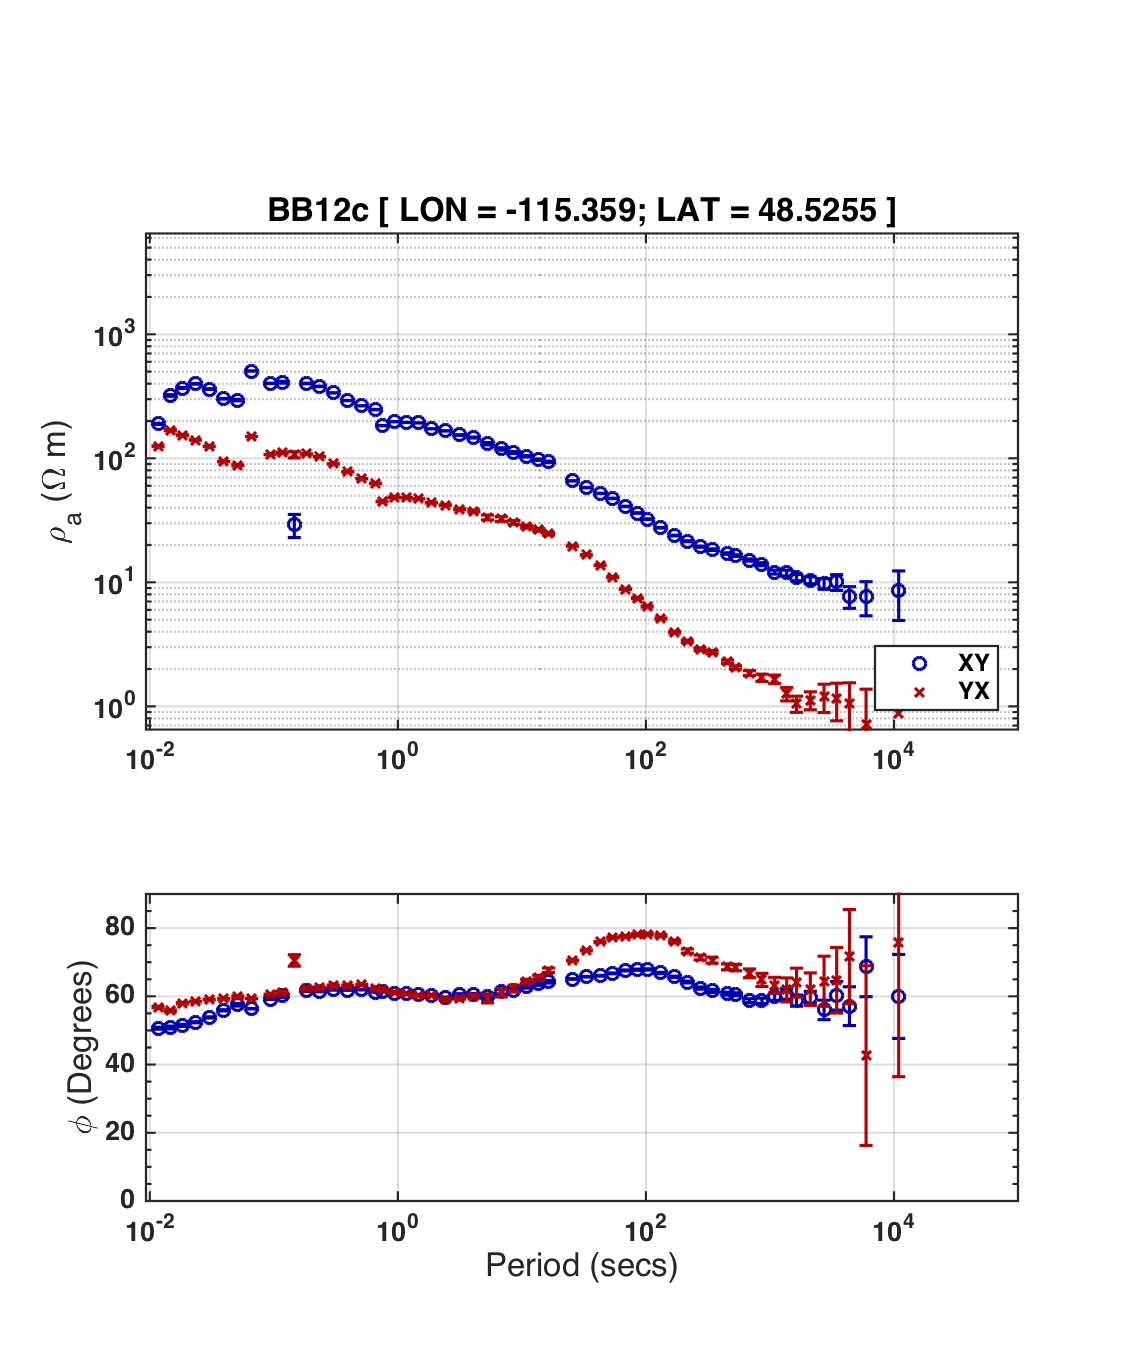 BB12c [ LON = -115.359; LAT = 48.5255 ]
10^3
10^2
10^1
10^0
ρ_a (Ω m)
XY
YX
10^-2 10^0 10^2 10^4
80
60
40
20
0
ϕ (Degrees)
10^-2 10^0 10^2 10^4
Period (secs)